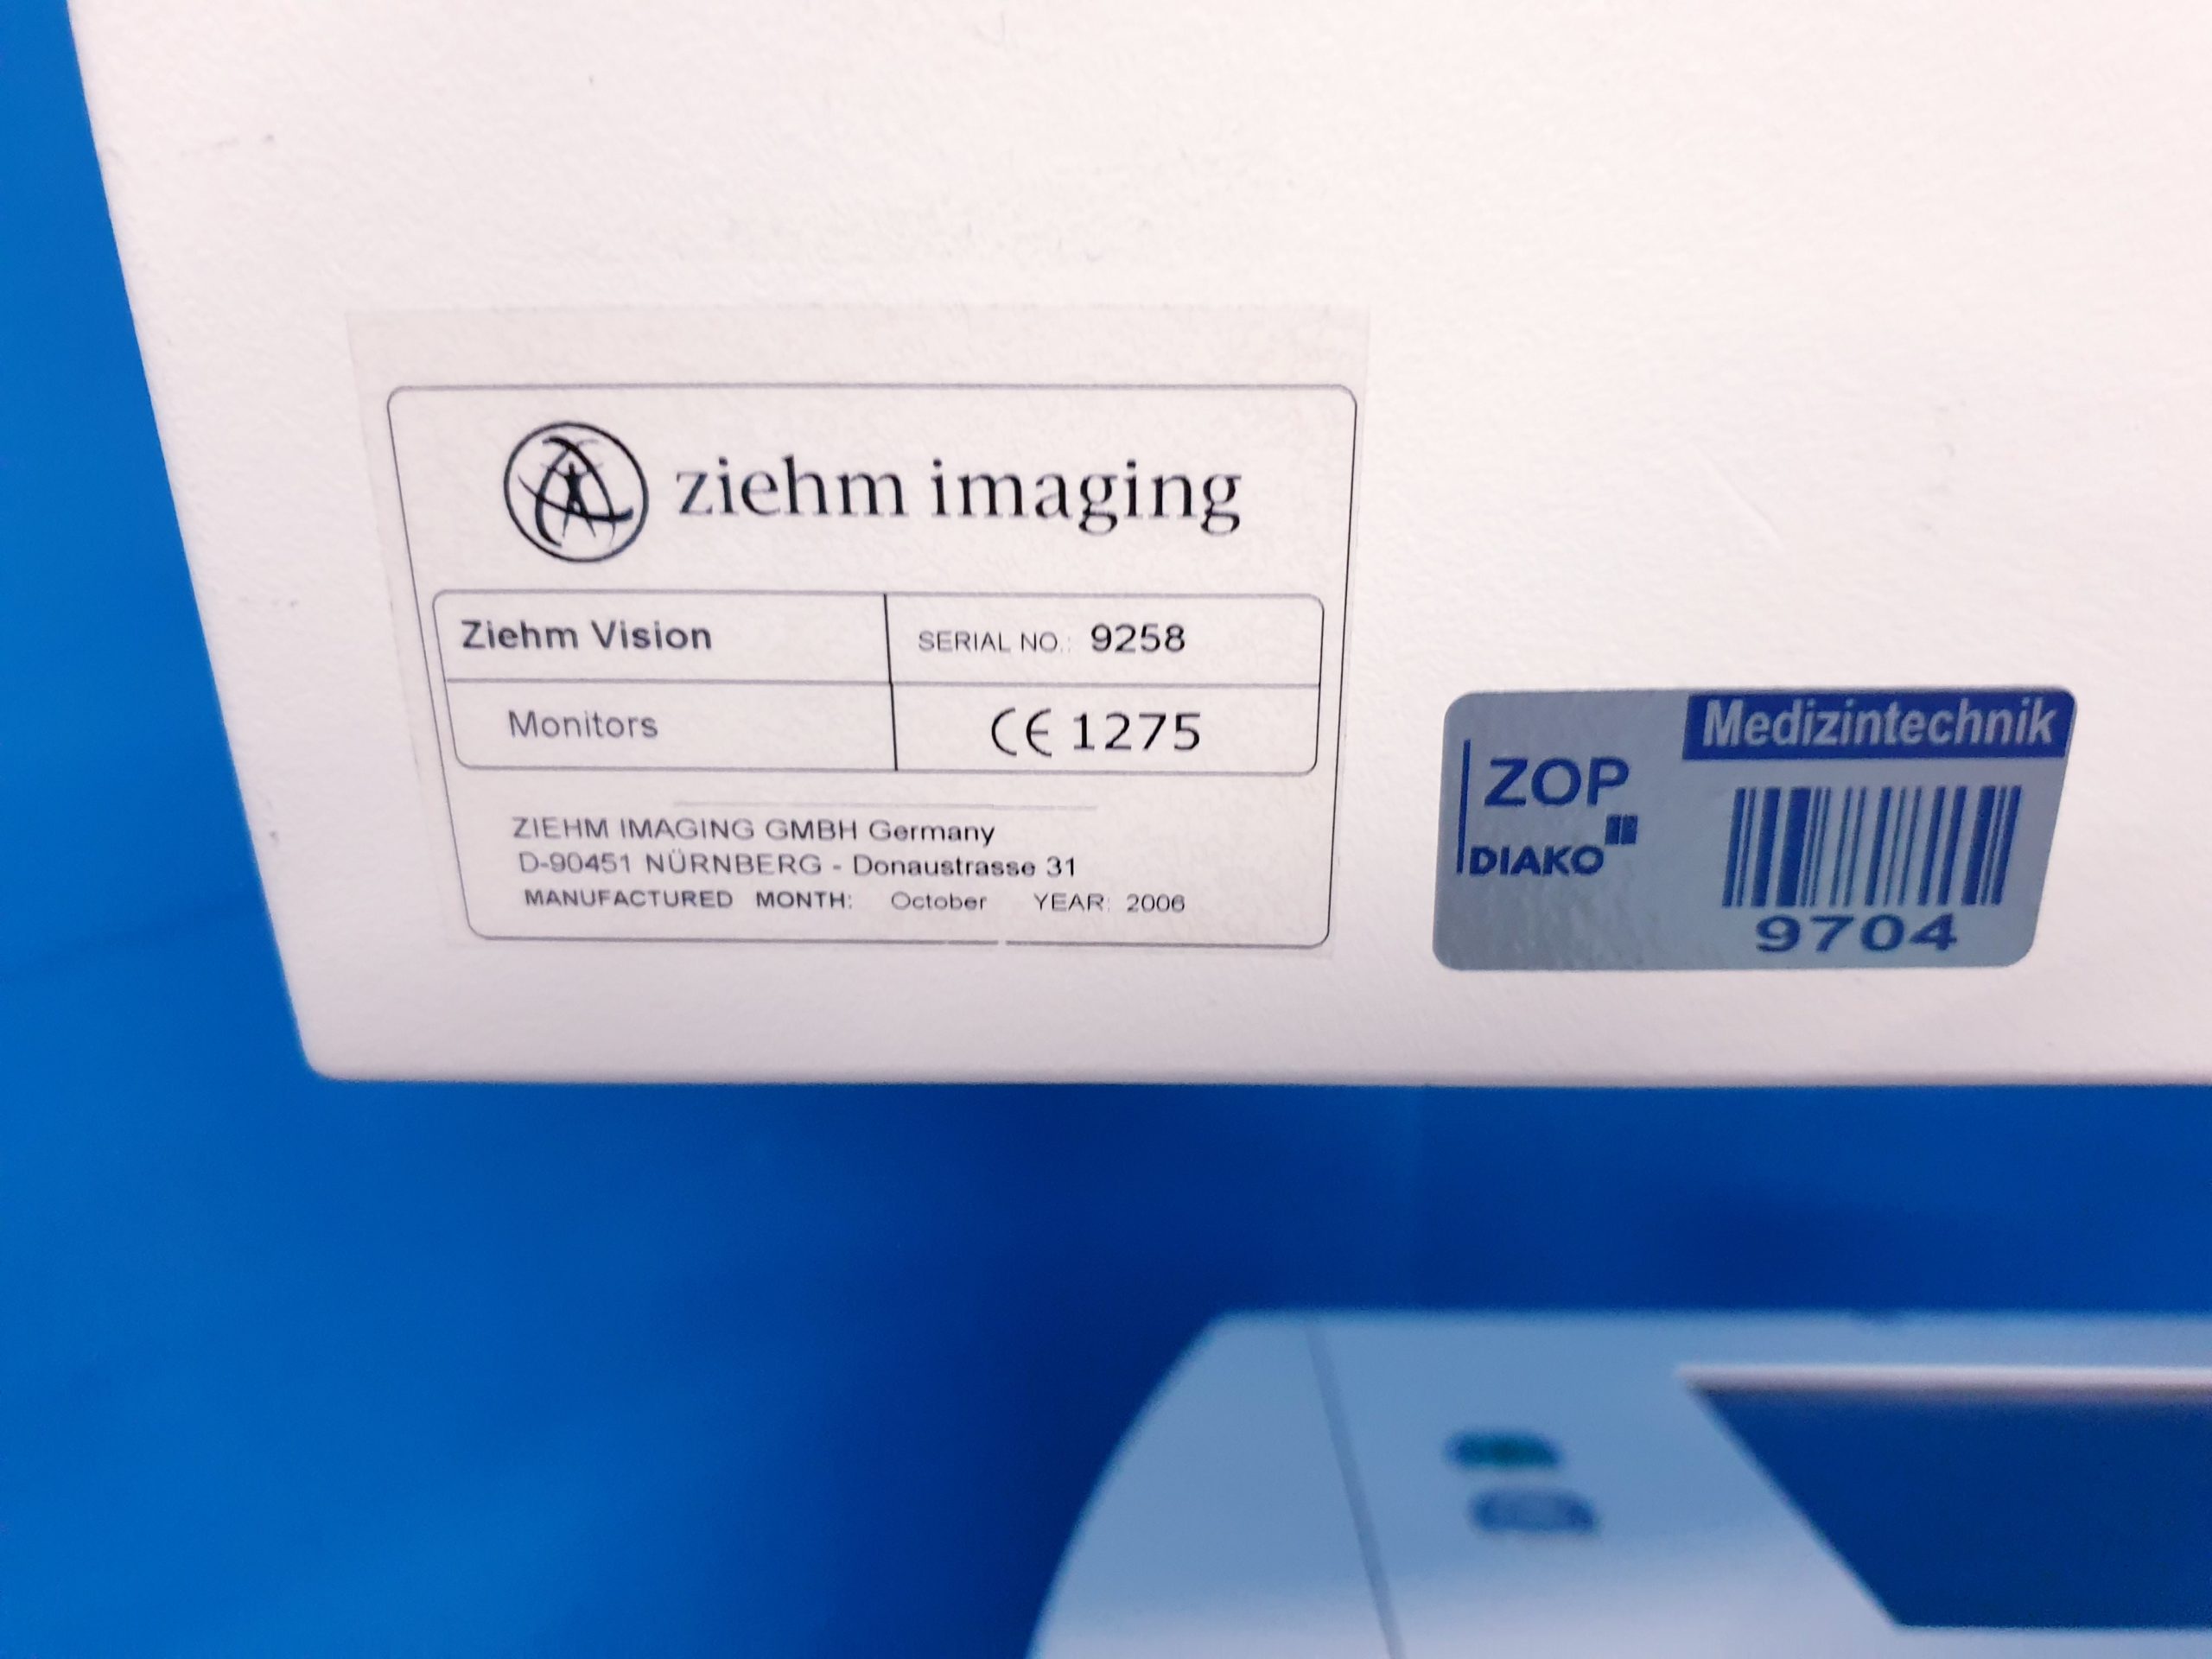 ziehm imaging
Ziehm Vision
SERIAL NO.: 9258
Monitors
CE 1275
ZIEHM IMAGING GMBH Germany
D-90451 NÜRNBERG - Donaustrasse 31
MANUFACTURED MONTH: October YEAR: 2006
Medizintechnik
ZOP
DIAKO
9704